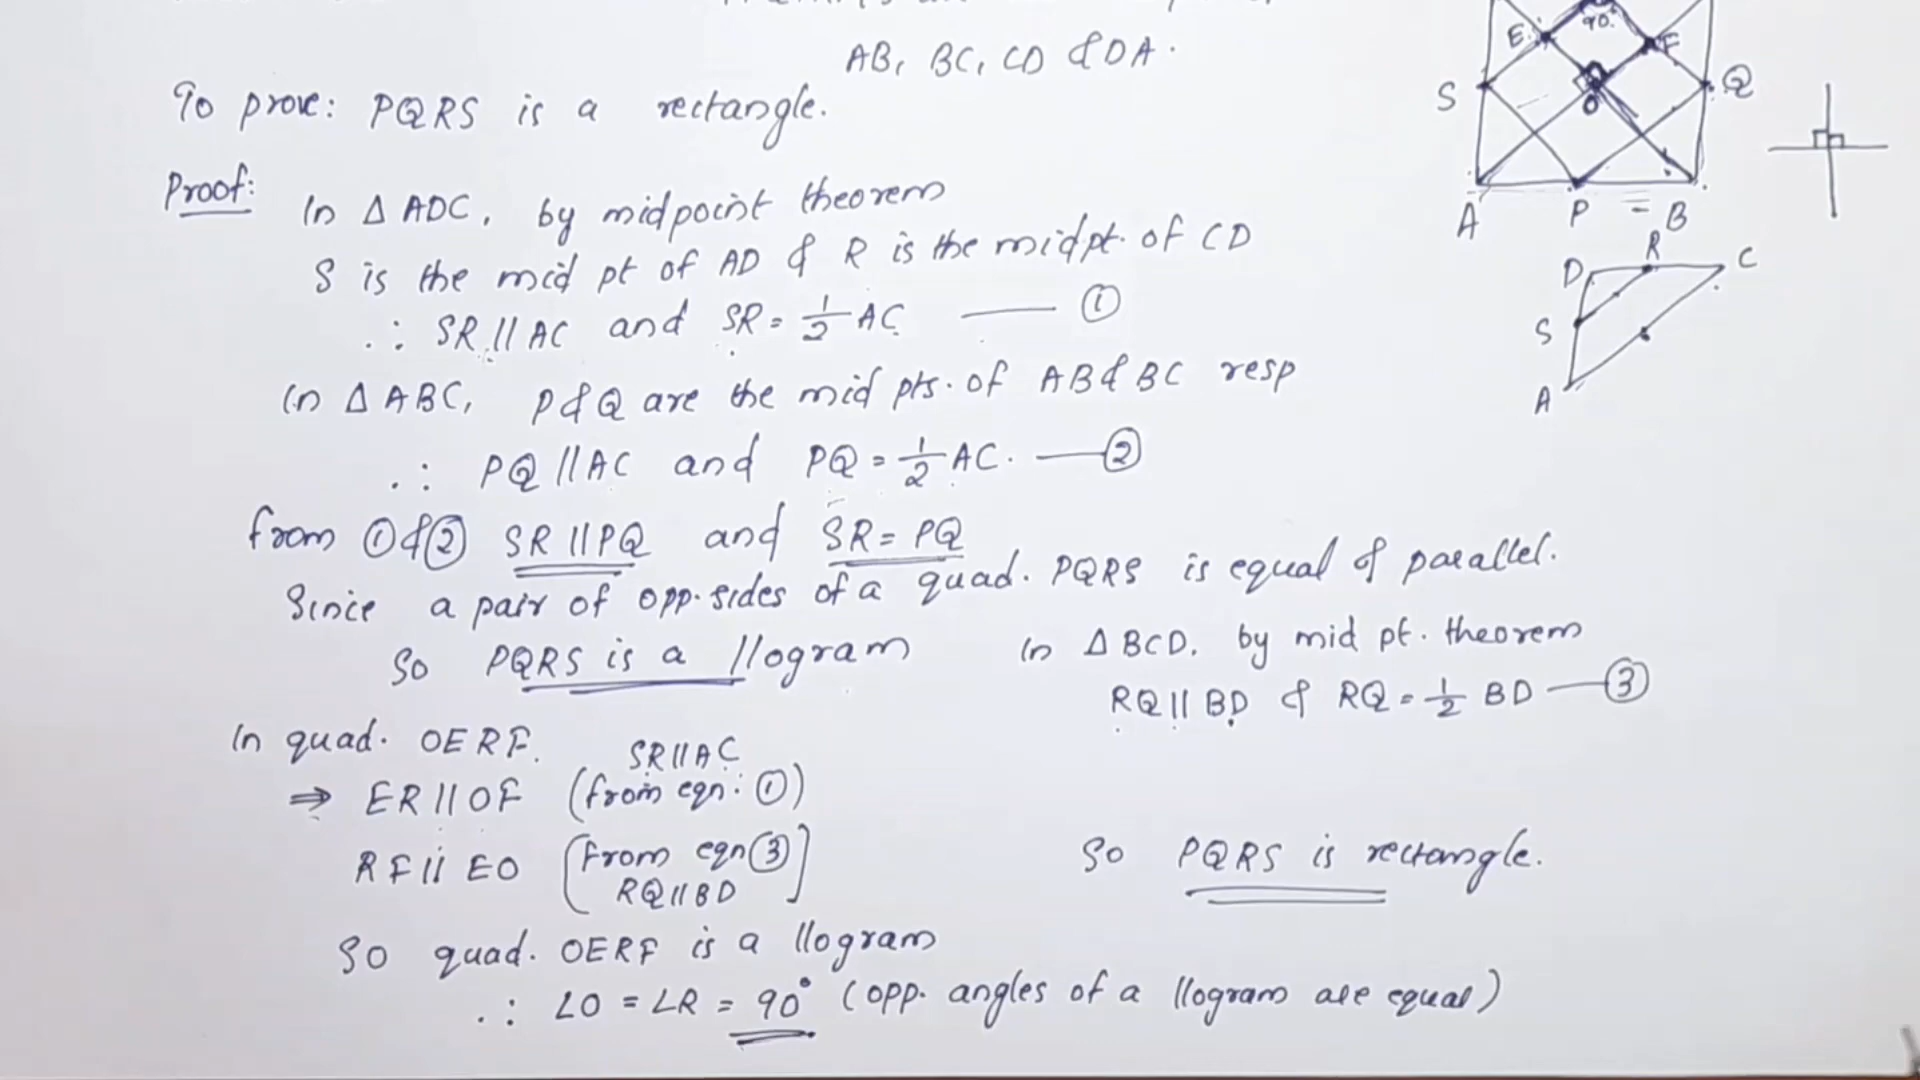 AB, BC, CD & DA.
To prove: PQRS is a rectangle.
Proof: In Δ ADC, by midpoint theorem
S is the mid pt of AD & R is the midpt. of CD
∴ SR || AC and SR = 1/2 AC —— ①
In Δ ABC, P & Q are the mid pts. of AB & BC resp
∴ PQ || AC and PQ = 1/2 AC. —— ②
from ① & ② SR || PQ and SR = PQ
Since a pair of opp. sides of a quad. PQRS is equal & parallel.
So PQRS is a llogram
In Δ BCD, by mid pt. theorem
RQ || BD & RQ = 1/2 BD —— ③
In quad. OERF.
SR || AC
⇒ ER || OF (from eqn: ①)
RF || EO [From eqn ③
RQ || BD]
So PQRS is rectangle.
So quad. OERF is a llogram
∴ ∠O = ∠R = 90° (opp. angles of a llogram are equal)
E
90°
F
S
Q
O
A
P
B
D
R
C
S
A